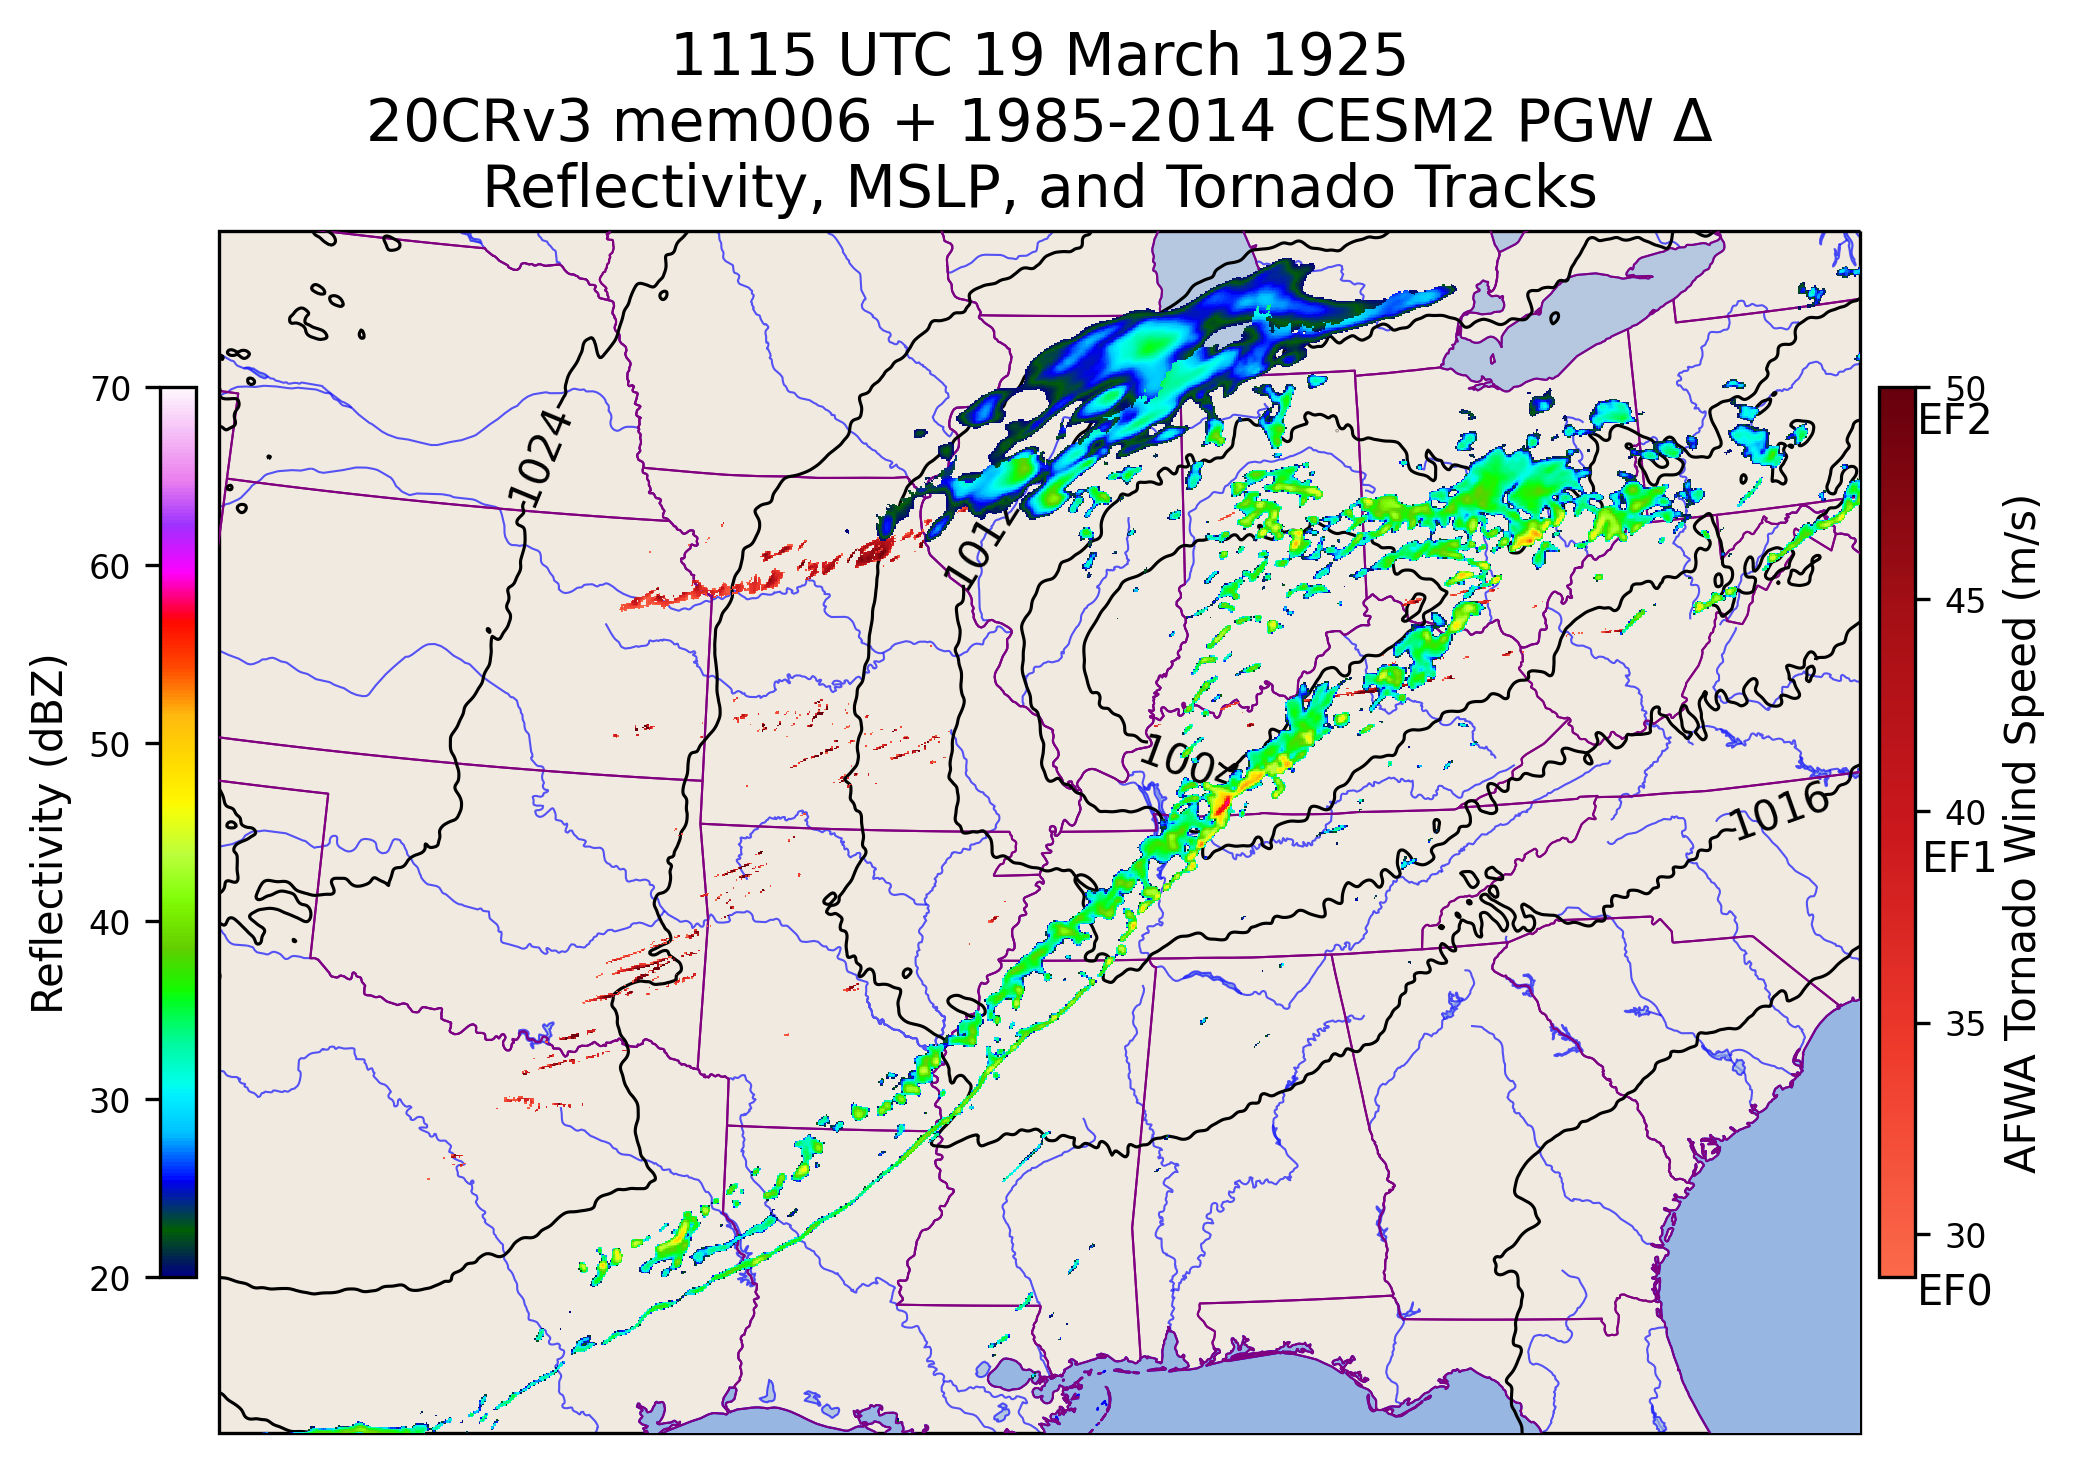 1115 UTC 19 March 1925
20CRv3 mem006 + 1985-2014 CESM2 PGW Δ
Reflectivity, MSLP, and Tornado Tracks
70
60
50
40
30
20
Reflectivity (dBZ)
1024
1012
1004
1016
50
EF2
45
40
EF1
35
30
EF0
AFWA Tornado Wind Speed (m/s)